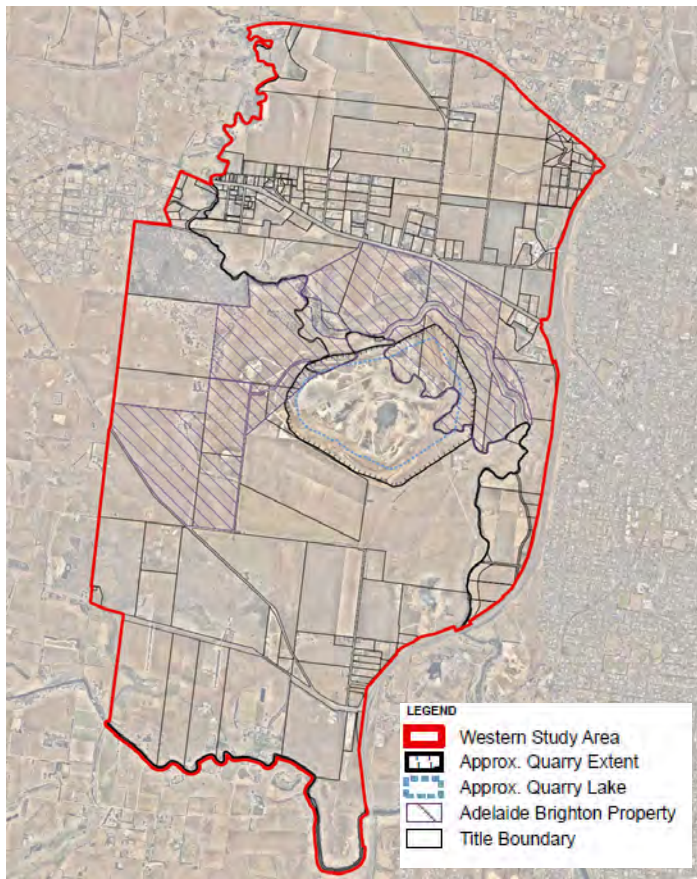 LEGEND
Western Study Area
Approx. Quarry Extent
Approx. Quarry Lake
Adelaide Brighton Property
Title Boundary